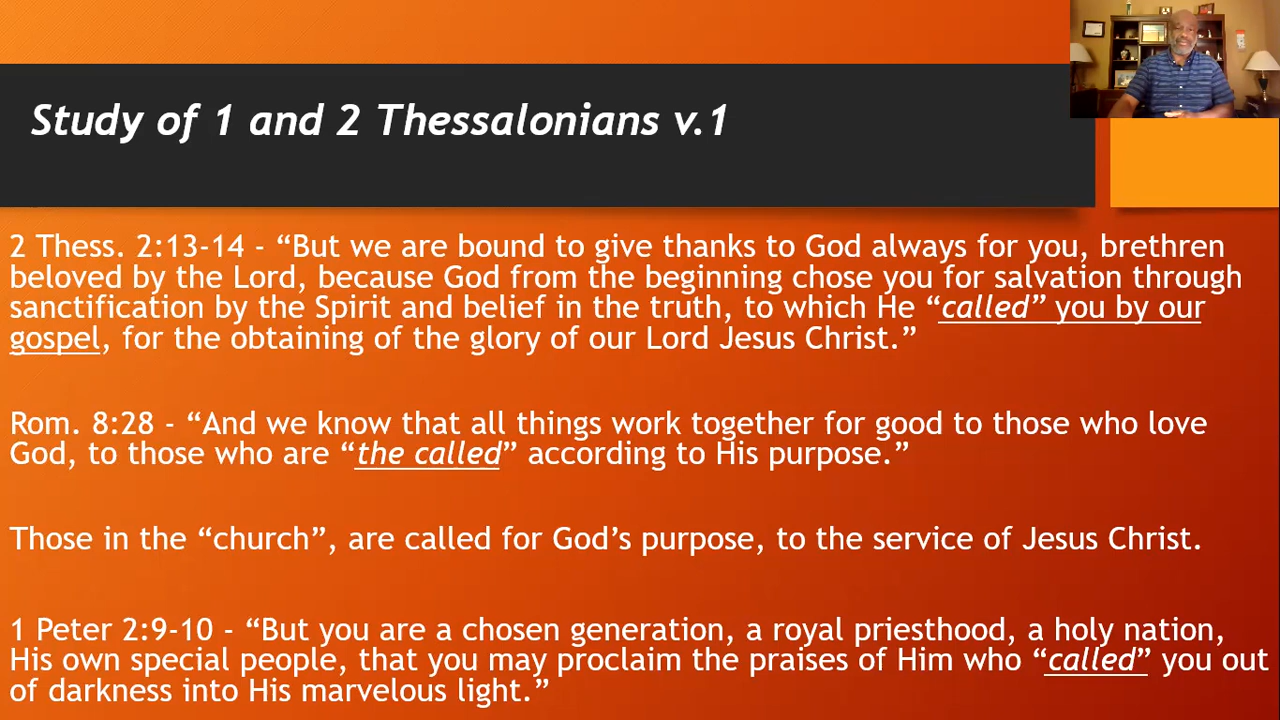 Study of 1 and 2 Thessalonians v.1
2 Thess. 2:13-14 - “But we are bound to give thanks to God always for you, brethren
beloved by the Lord, because God from the beginning chose you for salvation through
sanctification by the Spirit and belief in the truth, to which He “called” you by our
gospel, for the obtaining of the glory of our Lord Jesus Christ.”
Rom. 8:28 - “And we know that all things work together for good to those who love
God, to those who are “the called” according to His purpose.”
Those in the “church”, are called for God’s purpose, to the service of Jesus Christ.
1 Peter 2:9-10 - “But you are a chosen generation, a royal priesthood, a holy nation,
His own special people, that you may proclaim the praises of Him who “called” you out
of darkness into His marvelous light.”